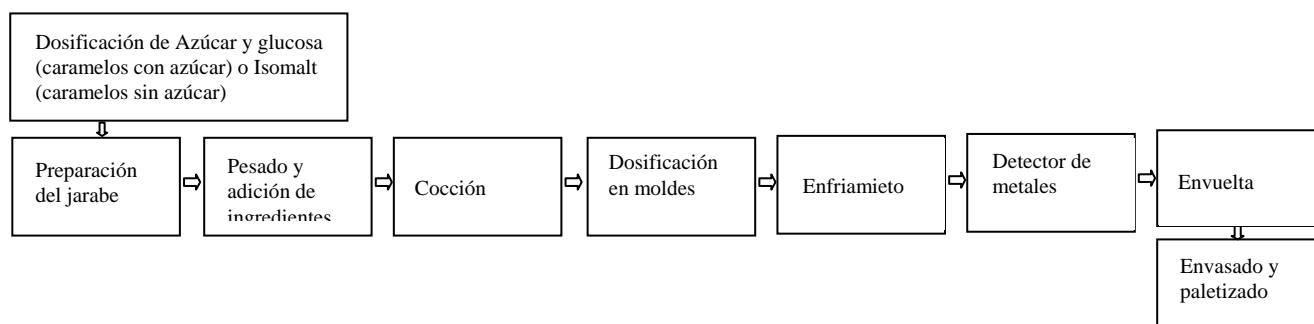 Dosificación de Azúcar y glucosa
(caramelos con azúcar) o Isomalt
(caramelos sin azúcar)
Preparación
del jarabe
Pesado y
adición de
ingredientes
Cocción
Dosificación
en moldes
Enfriamieto
Detector de
metales
Envuelta
Envasado y
paletizado